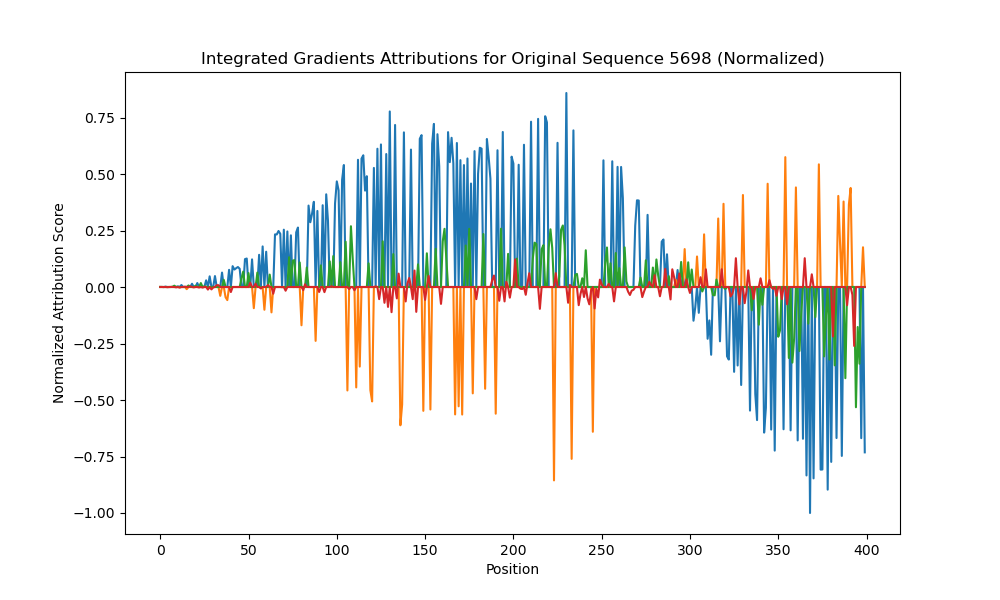 Integrated Gradients Attributions for Original Sequence 5698 (Normalized)
Normalized Attribution Score
0.75
0.50
0.25
0.00
−0.25
−0.50
−0.75
−1.00
0 50 100 150 200 250 300 350 400
Position